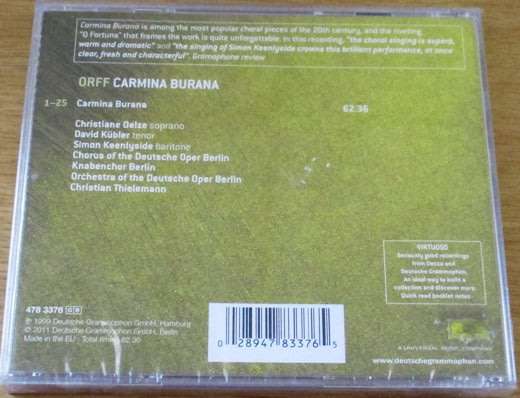 Carmina Burana is among the most popular choral pieces of the 20th century, and the riveting
"O Fortuna" that frames the work is quite unforgettable. In this recording, "the choral singing is superb,
warm and dramatic" and "the singing of Simon Keenlyside crowns this brilliant performance, at once
clear, fresh and characterful". Gramophone review
ORFF CARMINA BURANA
1–25 Carmina Burana 62.36
Christiane Oelze soprano
David Kübler tenor
Simon Keenlyside baritone
Chorus of the Deutsche Oper Berlin
Knabenchor Berlin
Orchestra of the Deutsche Oper Berlin
Christian Thielemann
VIRTUOSO
Seriously good recordings
from Decca and
Deutsche Grammophon.
An ideal way to build a
collection and discover more.
Quick read booklet notes
478 3376
℗ 1999 Deutsche Grammophon GmbH, Hamburg
© 2011 Deutsche Grammophon GmbH, Berlin
Made in the EU · Total time: 62.36
0 28947 83376 5
A UNIVERSAL MUSIC COMPANY
www.deutschegrammophon.com